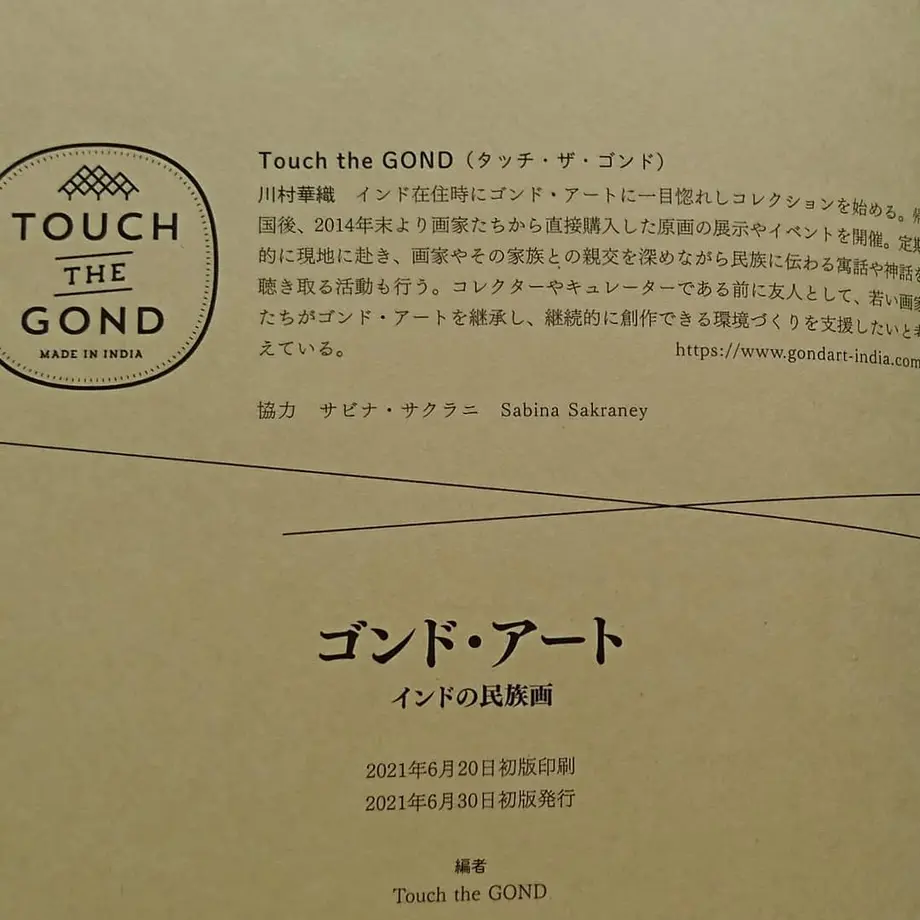 TOUCH
THE
GOND
MADE IN INDIA
Touch the GOND（タッチ・ザ・ゴンド）
川村華織　インド在住時にゴンド・アートに一目惚れしコレクションを始める。帰
国後、2014年末より画家たちから直接購入した原画の展示やイベントを開催。定期
的に現地に赴き、画家やその家族との親交を深めながら民族に伝わる寓話や神話を
聴き取る活動も行う。コレクターやキュレーターである前に友人として、若い画家
たちがゴンド・アートを継承し、継続的に創作できる環境づくりを支援したいと考
えている。
https://www.gondart-india.com
協力　サビナ・サクラニ　Sabina Sakraney
ゴンド・アート
インドの民族画
2021年6月20日初版印刷
2021年6月30日初版発行
編者
Touch the GOND